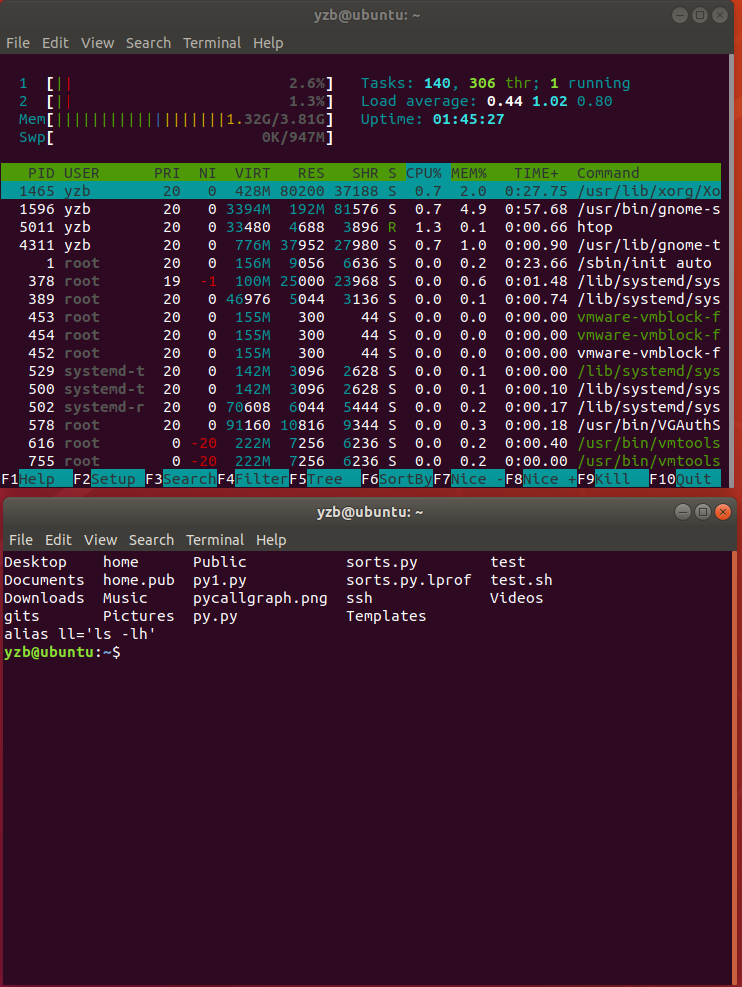 yzb@ubuntu: ~
File Edit View Search Terminal Help
1 [|| 2.6%] Tasks: 140, 306 thr; 1 running
2 [|| 1.3%] Load average: 0.44 1.02 0.80
Mem[|||||||||||||||||||1.32G/3.81G] Uptime: 01:45:27
Swp[ 0K/947M]
PID USER PRI NI VIRT RES SHR S CPU% MEM% TIME+ Command
1465 yzb 20 0 428M 80200 37188 S 0.7 2.0 0:27.75 /usr/lib/xorg/Xo
1596 yzb 20 0 3394M 192M 81576 S 0.7 4.9 0:57.68 /usr/bin/gnome-s
5011 yzb 20 0 33480 4688 3896 R 1.3 0.1 0:00.66 htop
4311 yzb 20 0 776M 37952 27980 S 0.7 1.0 0:00.90 /usr/lib/gnome-t
1 root 20 0 156M 9056 6636 S 0.0 0.2 0:23.66 /sbin/init auto
378 root 19 -1 100M 25000 23968 S 0.0 0.6 0:01.48 /lib/systemd/sys
389 root 20 0 46976 5044 3136 S 0.0 0.1 0:00.74 /lib/systemd/sys
453 root 20 0 155M 300 44 S 0.0 0.0 0:00.00 vmware-vmblock-f
454 root 20 0 155M 300 44 S 0.0 0.0 0:00.00 vmware-vmblock-f
452 root 20 0 155M 300 44 S 0.0 0.0 0:00.00 vmware-vmblock-f
529 systemd-t 20 0 142M 3096 2628 S 0.0 0.1 0:00.00 /lib/systemd/sys
500 systemd-t 20 0 142M 3096 2628 S 0.0 0.1 0:00.10 /lib/systemd/sys
502 systemd-r 20 0 70608 6044 5444 S 0.0 0.2 0:00.17 /lib/systemd/sys
578 root 20 0 91160 10816 9344 S 0.0 0.3 0:00.18 /usr/bin/VGAuthS
616 root 0 -20 222M 7256 6236 S 0.0 0.2 0:00.40 /usr/bin/vmtools
755 root 0 -20 222M 7256 6236 S 0.0 0.2 0:00.00 /usr/bin/vmtools
F1Help F2Setup F3SearchF4FilterF5Tree F6SortByF7Nice -F8Nice +F9Kill F10Quit
yzb@ubuntu: ~
File Edit View Search Terminal Help
Desktop home Public sorts.py test
Documents home.pub py1.py sorts.py.lprof test.sh
Downloads Music pycallgraph.png ssh Videos
gits Pictures py.py Templates
alias ll='ls -lh'
yzb@ubuntu:~$